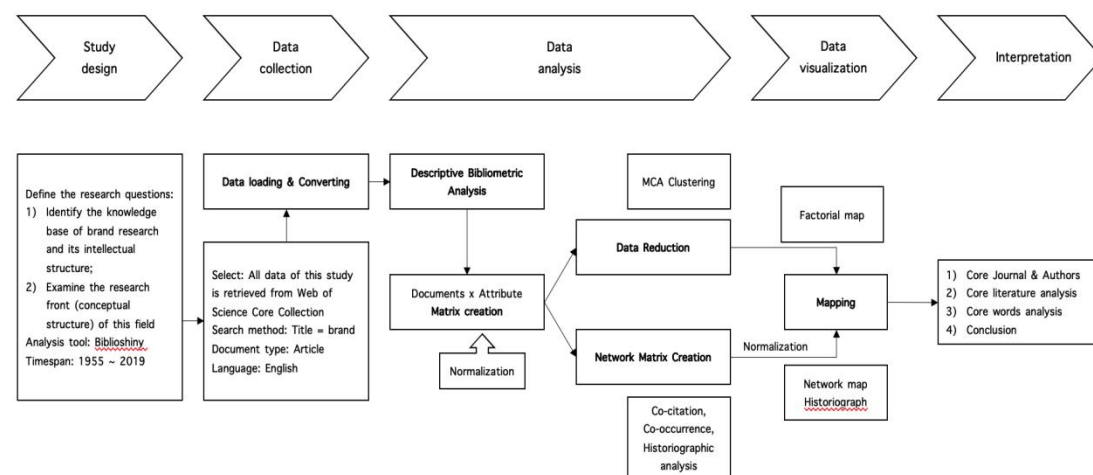 Study
design
Data
collection
Data
analysis
Data
visualization
Interpretation
Define the research questions:
1) Identify the knowledge
base of brand research
and its intellectual
structure;
2) Examine the research
front (conceptual
structure) of this field
Analysis tool: Biblioshiny
Timespan: 1955 ~ 2019
Data loading & Converting
Select: All data of this study
is retrieved from Web of
Science Core Collection
Search method: Title = brand
Document type: Article
Language: English
Descriptive Bibliometric
Analysis
Documents x Attribute
Matrix creation
Normalization
MCA Clustering
Data Reduction
Network Matrix Creation
Co-citation,
Co-occurrence,
Historiographic
analysis
Normalization
Factorial map
Mapping
Network map
Historiograph
1) Core Journal & Authors
2) Core literature analysis
3) Core words analysis
4) Conclusion